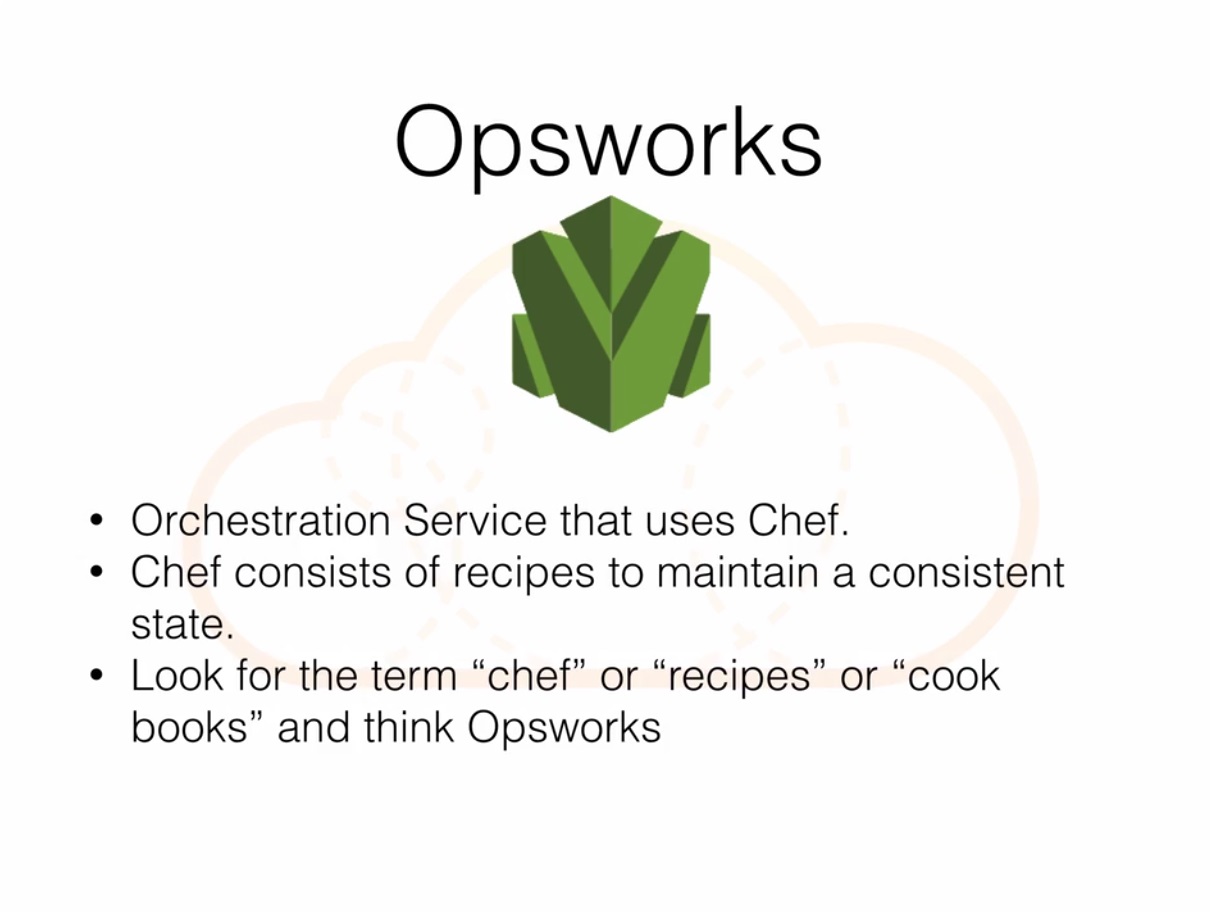 Opsworks
• Orchestration Service that uses Chef.
• Chef consists of recipes to maintain a consistent
state.
• Look for the term “chef” or “recipes” or “cook
books” and think Opsworks